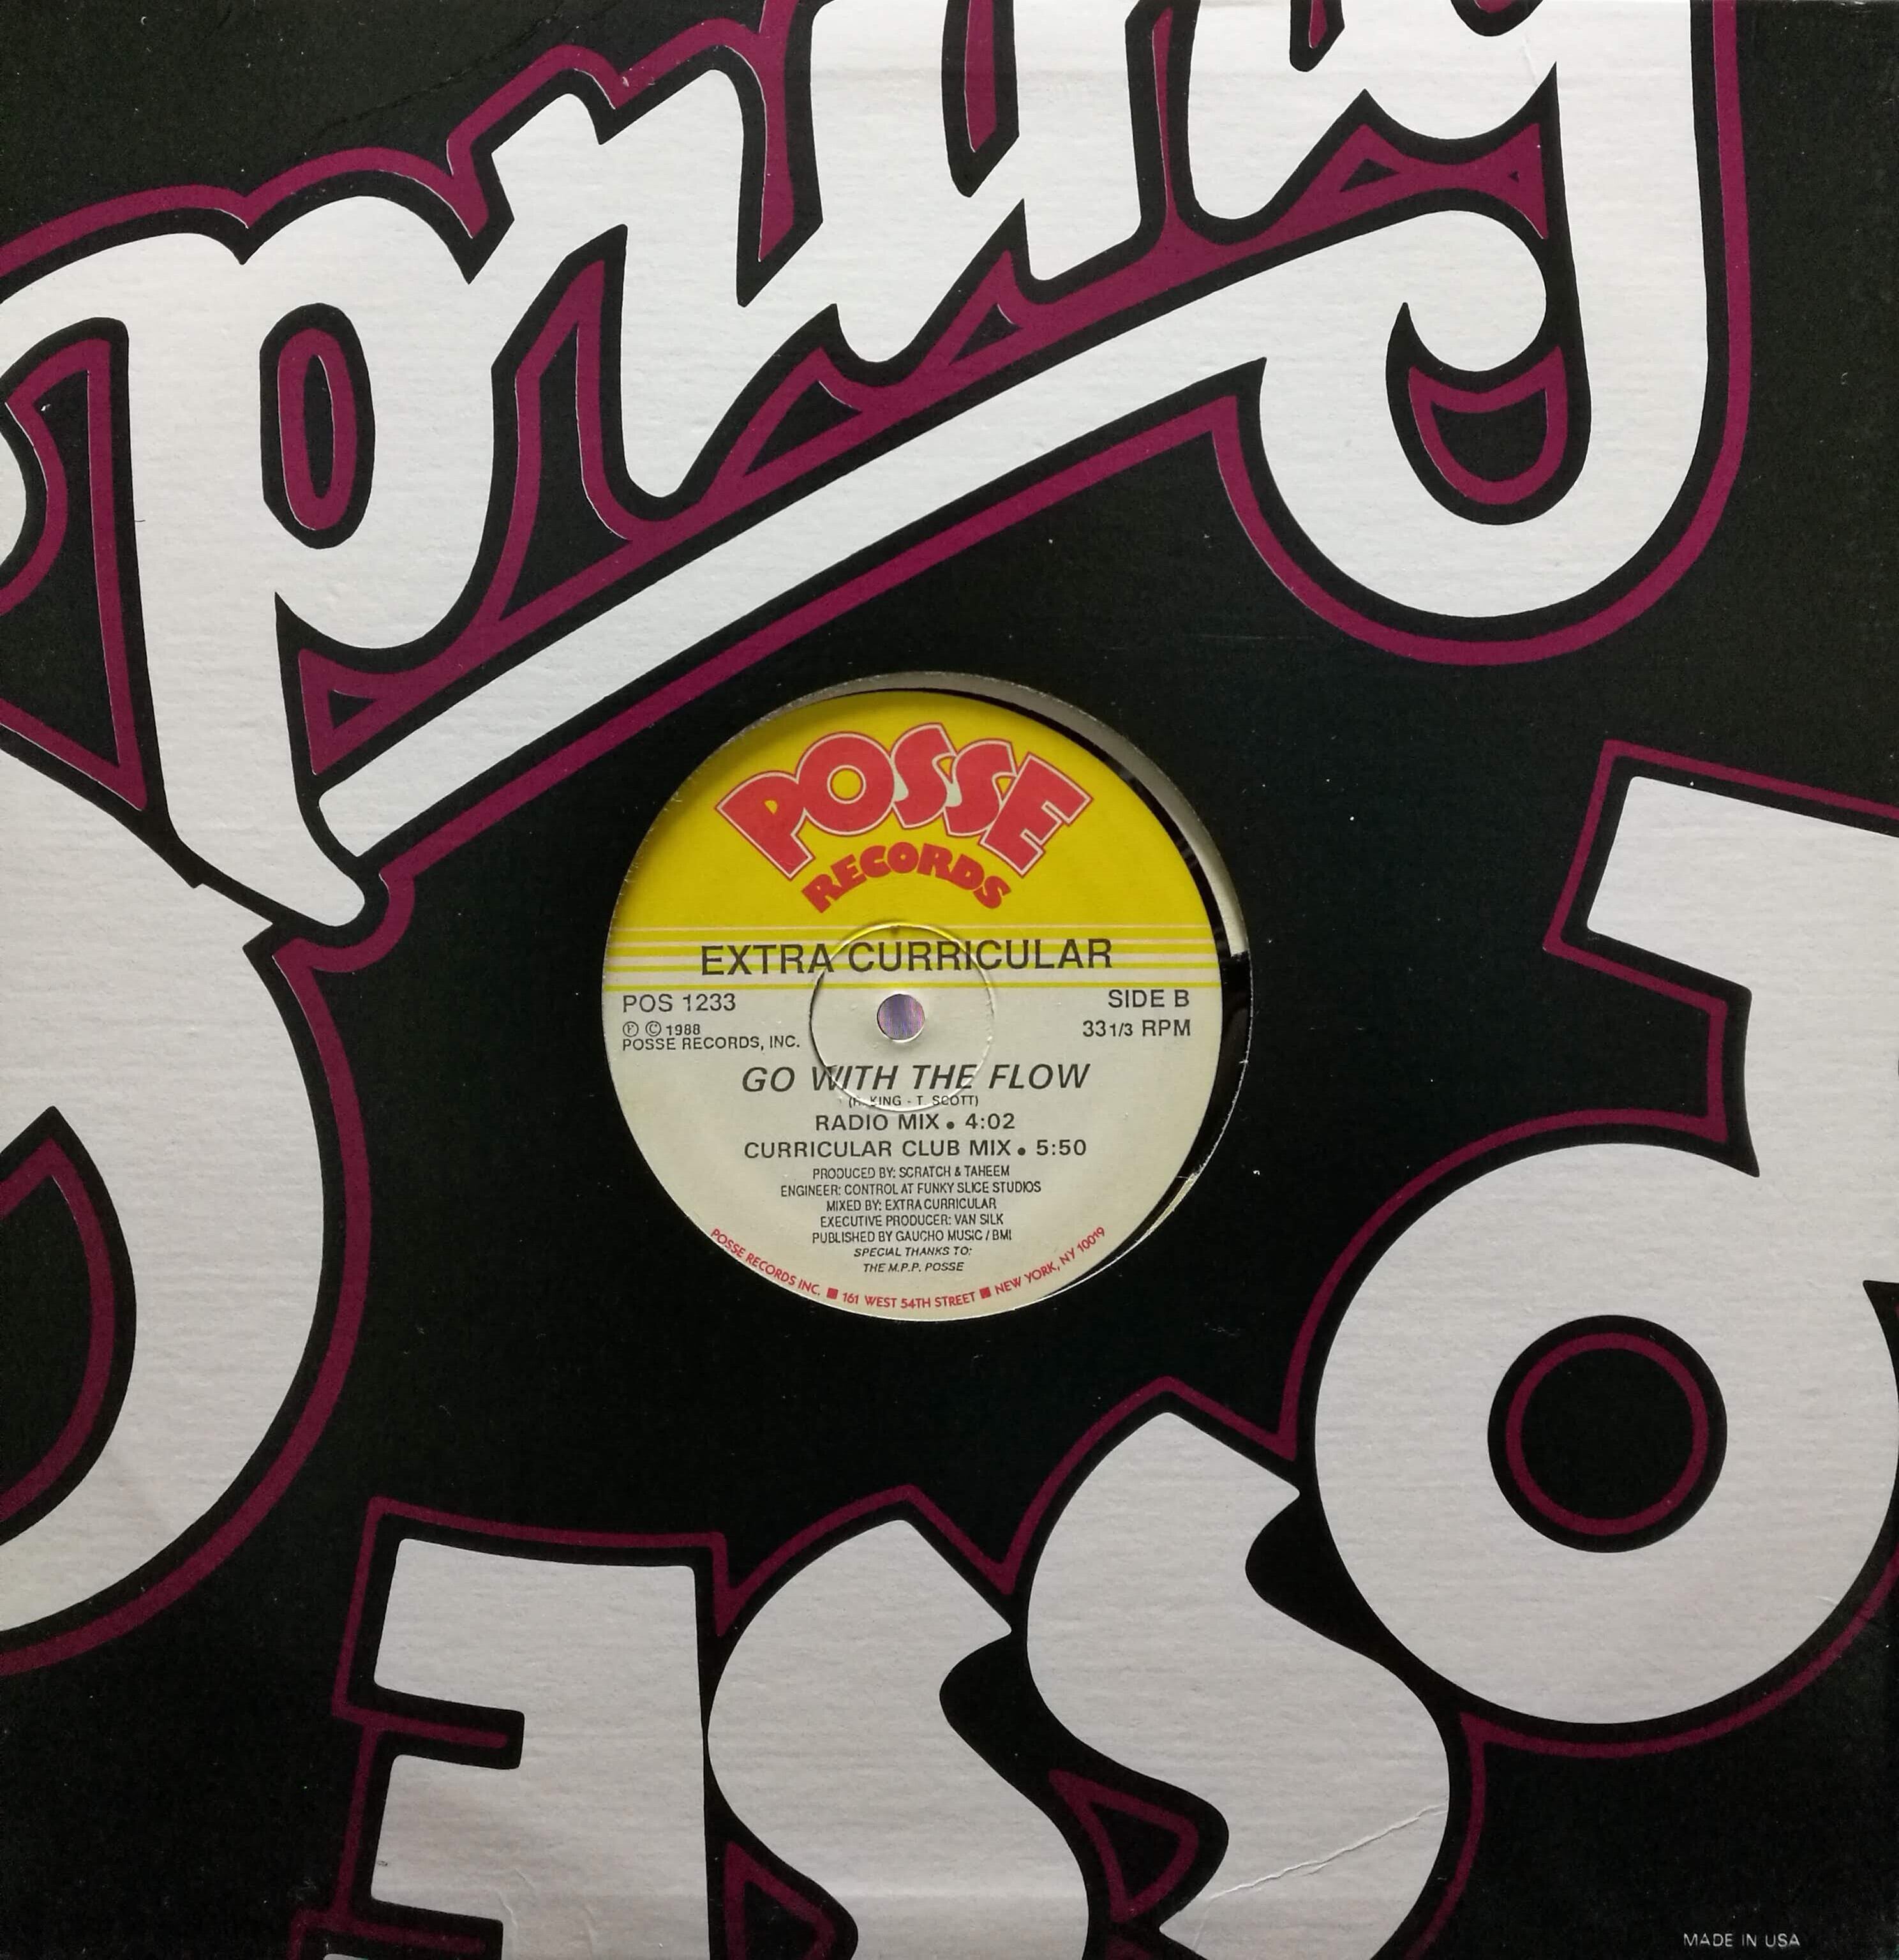 Spring
POSSE
POSSE
RECORDS
EXTRA CURRICULAR
POS 1233
SIDE B
Ⓟ © 1988
33 1/3 RPM
POSSE RECORDS, INC.
GO WITH THE FLOW
KING - T. SCOTT)
RADIO MIX • 4:02
CURRICULAR CLUB MIX • 5:50
PRODUCED BY: SCRATCH & TAHEEM
ENGINEER: CONTROL AT FUNKY SLICE STUDIOS
MIXED BY: EXTRA CURRICULAR
EXECUTIVE PRODUCER: VAN SILK
PUBLISHED BY GAUCHO MUSIC / BMI
SPECIAL THANKS TO:
THE M.P.P. POSSE
POSSE RECORDS INC. ■ 161 WEST 54TH STREET ■ NEW YORK, NY 10019
MADE IN USA